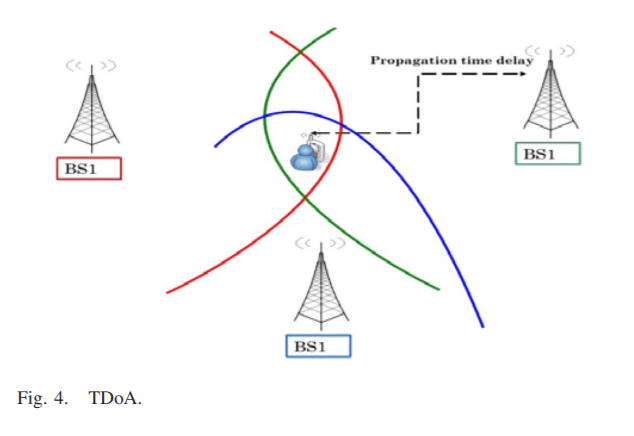 Propagation time delay
BS1
BS1
BS1
Fig. 4. TDoA.